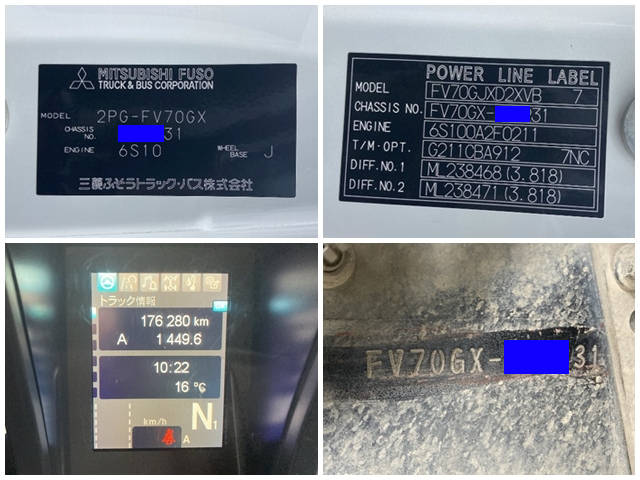 MITSUBISHI FUSO
TRUCK & BUS CORPORATION
MODEL 2PG-FV70GX
CHASSIS NO. 31
ENGINE 6S10 WHEEL BASE J
三菱ふそうトラック・バス株式会社
POWER LINE LABEL
MODEL FV70GJXD2XVB 7
CHASSIS NO. FV70GX- 31
ENGINE 6S100A2F0211
T/M·OPT. G211CBA912 7NC
DIFF.NO.1 ML238468(3.818)
DIFF.NO.2 ML238471(3.818)
トラック情報
176 280 km
A 1 449.6
10:22
16 °C
km/h N1
A
FV70GX- 31